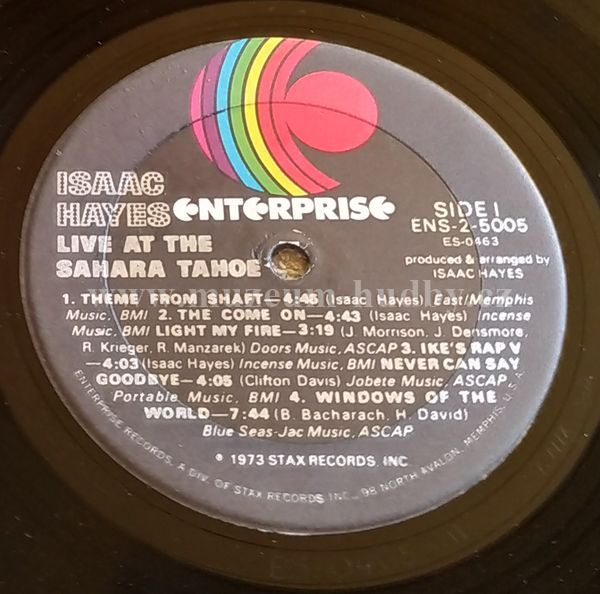 ISAAC
HAYES
ENTERPRISE
SIDE I
ENS-2-5005
ES-0463
LIVE AT THE
SAHARA TAHOE
produced & arranged by
ISAAC HAYES
www.muzeum-hudby.cz
1. THEME FROM SHAFT—4:45 (Isaac Hayes) East/Memphis
Music, BMI 2. THE COME ON—4:43 (Isaac Hayes) Incense
Music, BMI LIGHT MY FIRE—3:19 (J. Morrison, J. Densmore,
R. Krieger, R. Manzarek) Doors Music, ASCAP 3. IKE'S RAP V
—4:03 (Isaac Hayes) Incense Music, BMI NEVER CAN SAY
GOODBYE—4:05 (Clifton Davis) Jobete Music, ASCAP,
Portable Music, BMI 4. WINDOWS OF THE
WORLD—7:44 (B. Bacharach, H. David)
Blue Seas-Jac Music, ASCAP
℗ 1973 STAX RECORDS, INC
ENTERPRISE RECORDS, A DIV. OF STAX RECORDS INC., 98 NORTH AVALON, MEMPHIS, U.S.A.